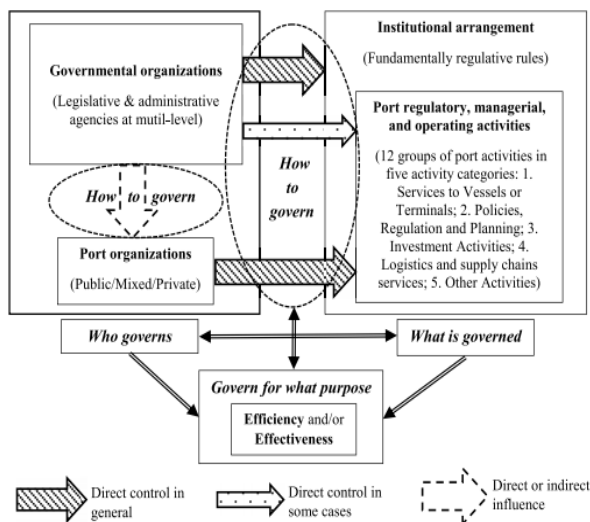 Governmental organizations
(Legislative & administrative
agencies at mutil-level)
How to
govern
Port organizations
(Public/Mixed/Private)
How
to
govern
Institutional arrangement
(Fundamentally regulative rules)
Port regulatory, managerial,
and operating activities
(12 groups of port activities in
five activity categories: 1.
Services to Vessels or
Terminals; 2. Policies,
Regulation and Planning; 3.
Investment Activities; 4.
Logistics and supply chains
services; 5. Other Activities)
Who governs
What is governed
Govern for what purpose
Efficiency and/or
Effectiveness
Direct control in
general
Direct control in
some cases
Direct or indirect
influence